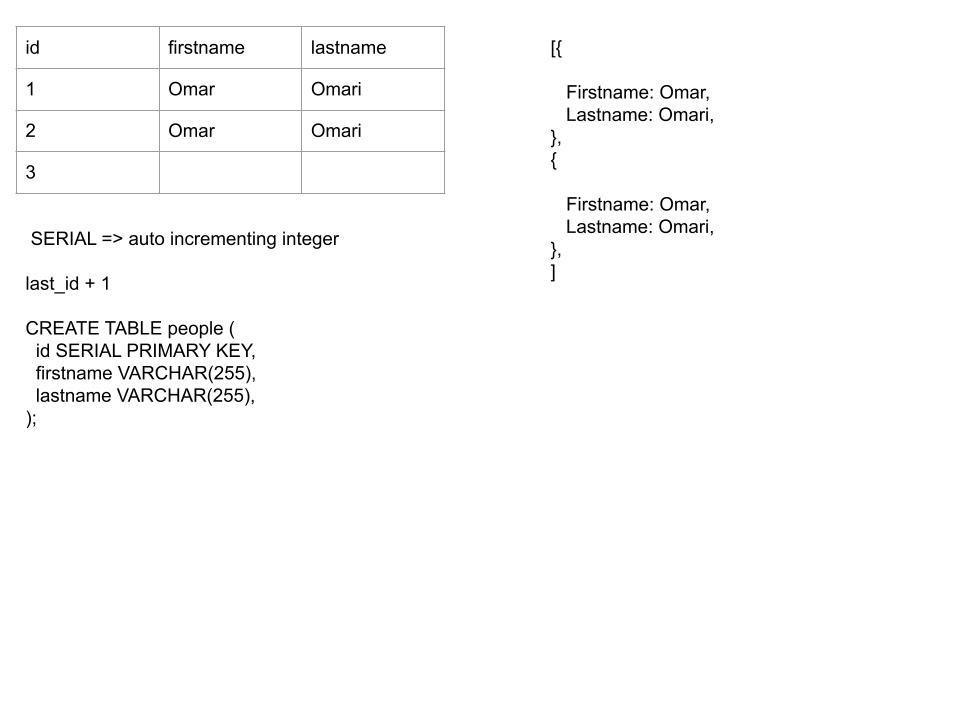 id firstname lastname
1 Omar Omari
2 Omar Omari
3
SERIAL => auto incrementing integer
last_id + 1
CREATE TABLE people (
id SERIAL PRIMARY KEY,
firstname VARCHAR(255),
lastname VARCHAR(255),
);
[{
Firstname: Omar,
Lastname: Omari,
},
{
Firstname: Omar,
Lastname: Omari,
},
]